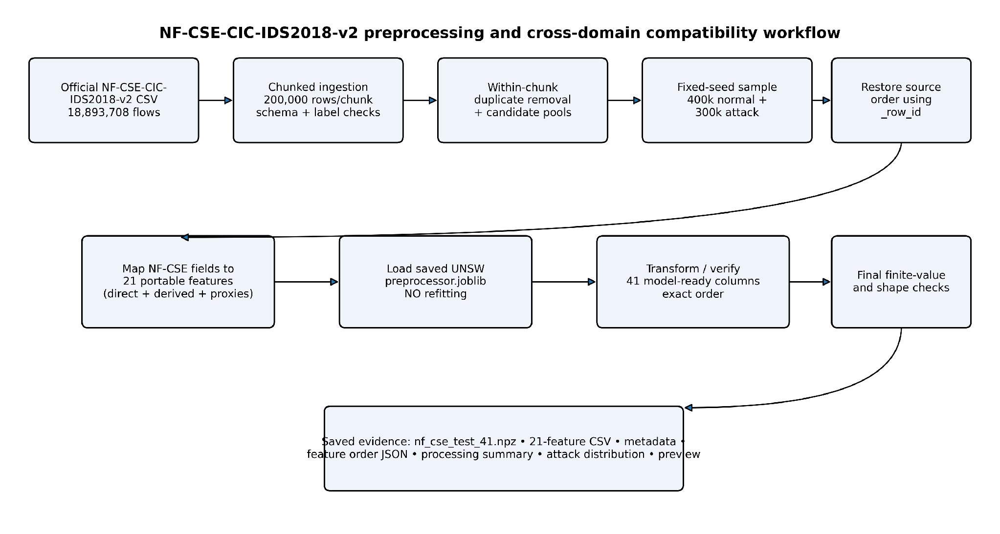 NF-CSE-CIC-IDS2018-v2 preprocessing and cross-domain compatibility workflow
Official NF-CSE-CIC-
IDS2018-v2 CSV
18,893,708 flows
Chunked ingestion
200,000 rows/chunk
schema + label checks
Within-chunk
duplicate removal
+ candidate pools
Fixed-seed sample
400k normal +
300k attack
Restore source
order using
_row_id
Map NF-CSE fields to
21 portable features
(direct + derived + proxies)
Load saved UNSW
preprocessor.joblib
NO refitting
Transform / verify
41 model-ready columns
exact order
Final finite-value
and shape checks
Saved evidence: nf_cse_test_41.npz • 21-feature CSV • metadata •
feature order JSON • processing summary • attack distribution • preview